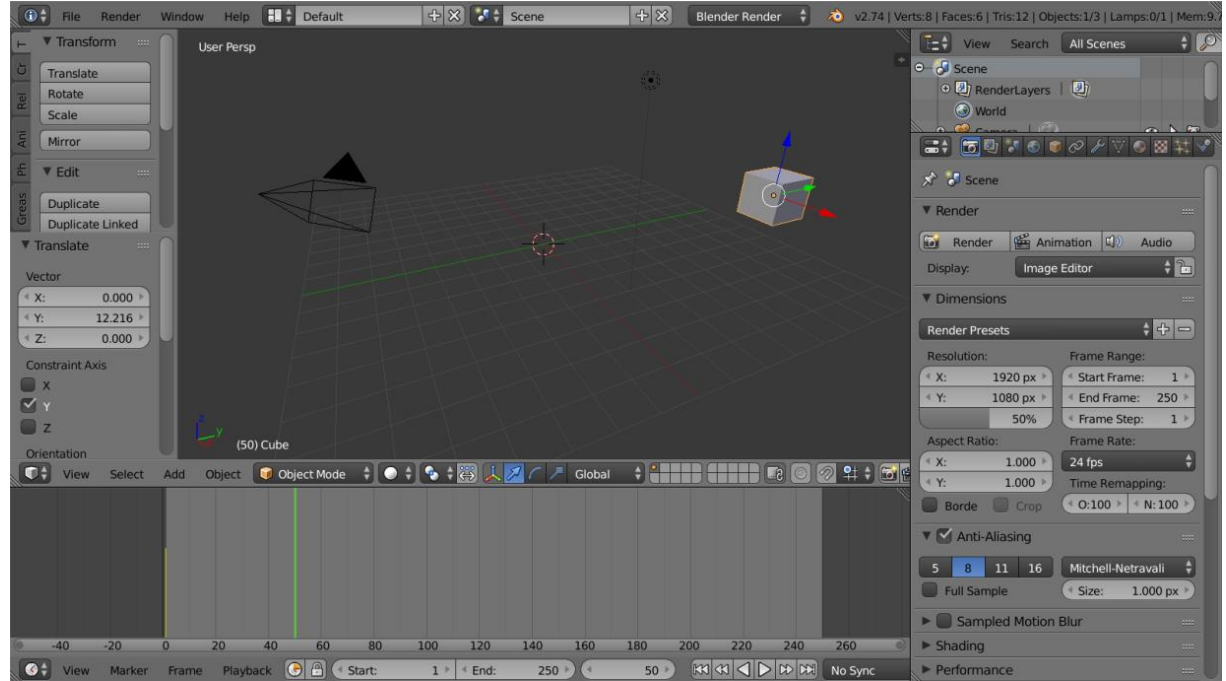 File Render Window Help Default Scene Blender Render v2.74 | Verts:8 | Faces:6 | Tris:12 | Objects:1/3 | Lamps:0/1 | Mem:9.7
Transform
Translate
Rotate
Scale
Mirror
Edit
Duplicate
Duplicate Linked
T
Cr
Rel
Ani
Ph
Greas
Translate
Vector
X: 0.000
Y: 12.216
Z: 0.000
Constraint Axis
X
Y
Z
Orientation
User Persp
z
y
(50) Cube
View Select Add Object Object Mode Global
-40 -20 0 20 40 60 80 100 120 140 160 180 200 220 240 260
View Marker Frame Playback Start: 1 End: 250 50 No Sync
View Search All Scenes
Scene
RenderLayers
World
Camera
Scene
Render
Render Animation Audio
Display: Image Editor
Dimensions
Render Presets
Resolution: Frame Range:
X: 1920 px Start Frame: 1
Y: 1080 px End Frame: 250
50% Frame Step: 1
Aspect Ratio: Frame Rate:
X: 1.000 24 fps
Y: 1.000 Time Remapping:
Borde Crop O:100 N:100
Anti-Aliasing
5 8 11 16 Mitchell-Netravali
Full Sample Size: 1.000 px
Sampled Motion Blur
Shading
Performance